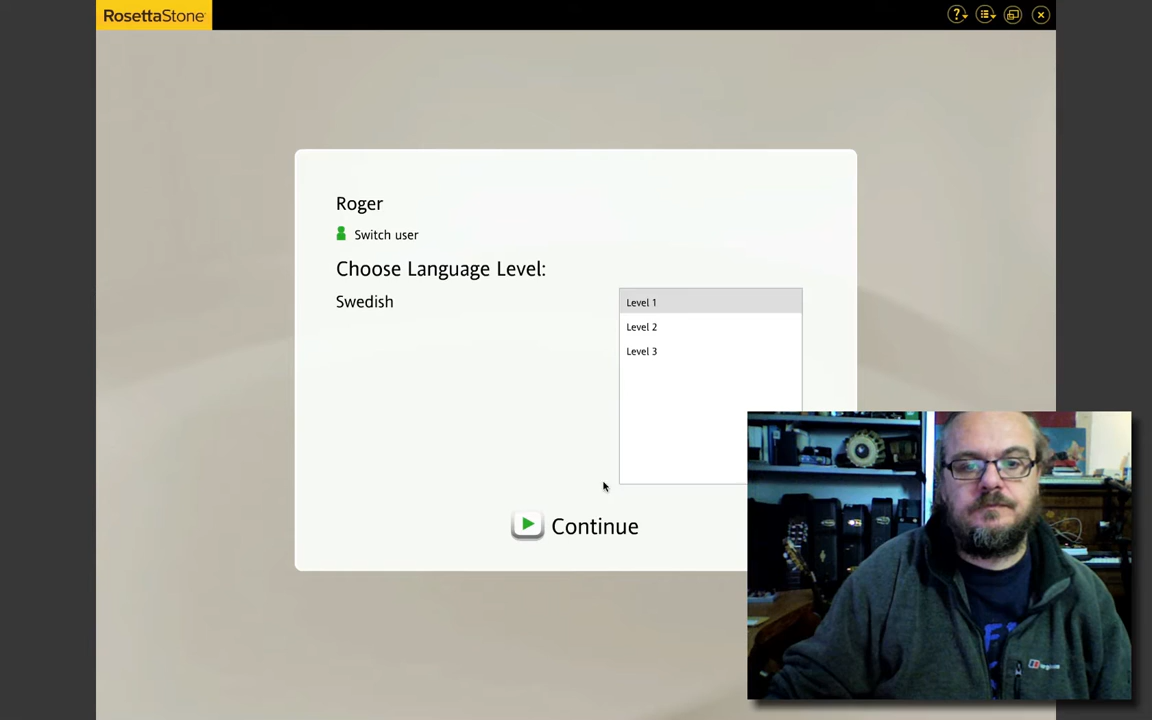 RosettaStone
Roger
Switch user
Choose Language Level:
Swedish
Level 1
Level 2
Level 3
Continue